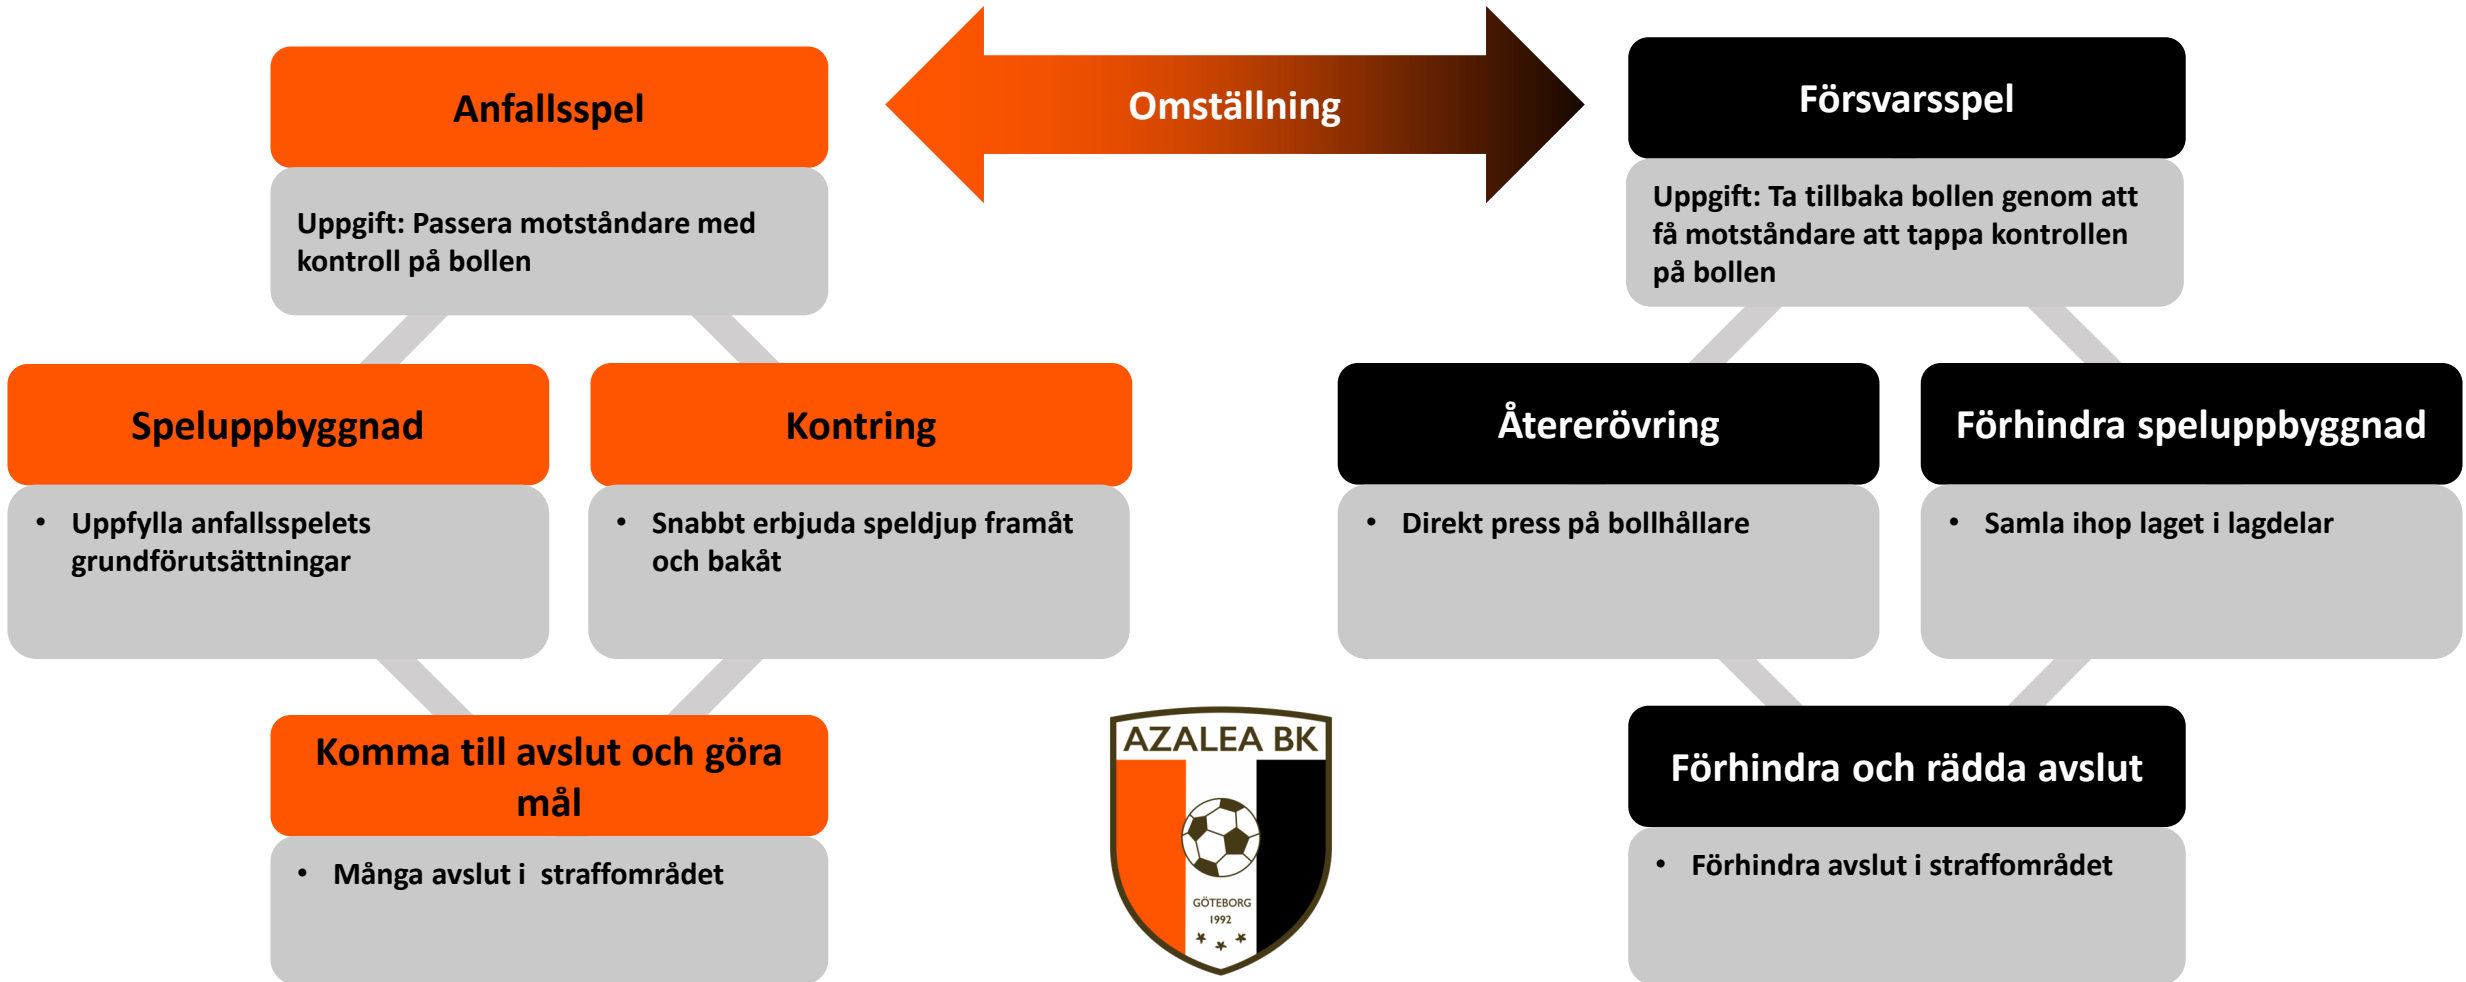 Anfallsspel
Uppgift: Passera motståndare med
kontroll på bollen
Omställning
Försvarsspel
Uppgift: Ta tillbaka bollen genom att
få motståndare att tappa kontrollen
på bollen
Speluppbyggnad
• Uppfylla anfallsspelets
grundförutsättningar
Kontring
• Snabbt erbjuda speldjup framåt
och bakåt
Återerövring
• Direkt press på bollhållare
Förhindra speluppbyggnad
• Samla ihop laget i lagdelar
Komma till avslut och göra
mål
• Många avslut i  straffområdet
AZALEA BK
GÖTEBORG
1992
Förhindra och rädda avslut
• Förhindra avslut i straffområdet